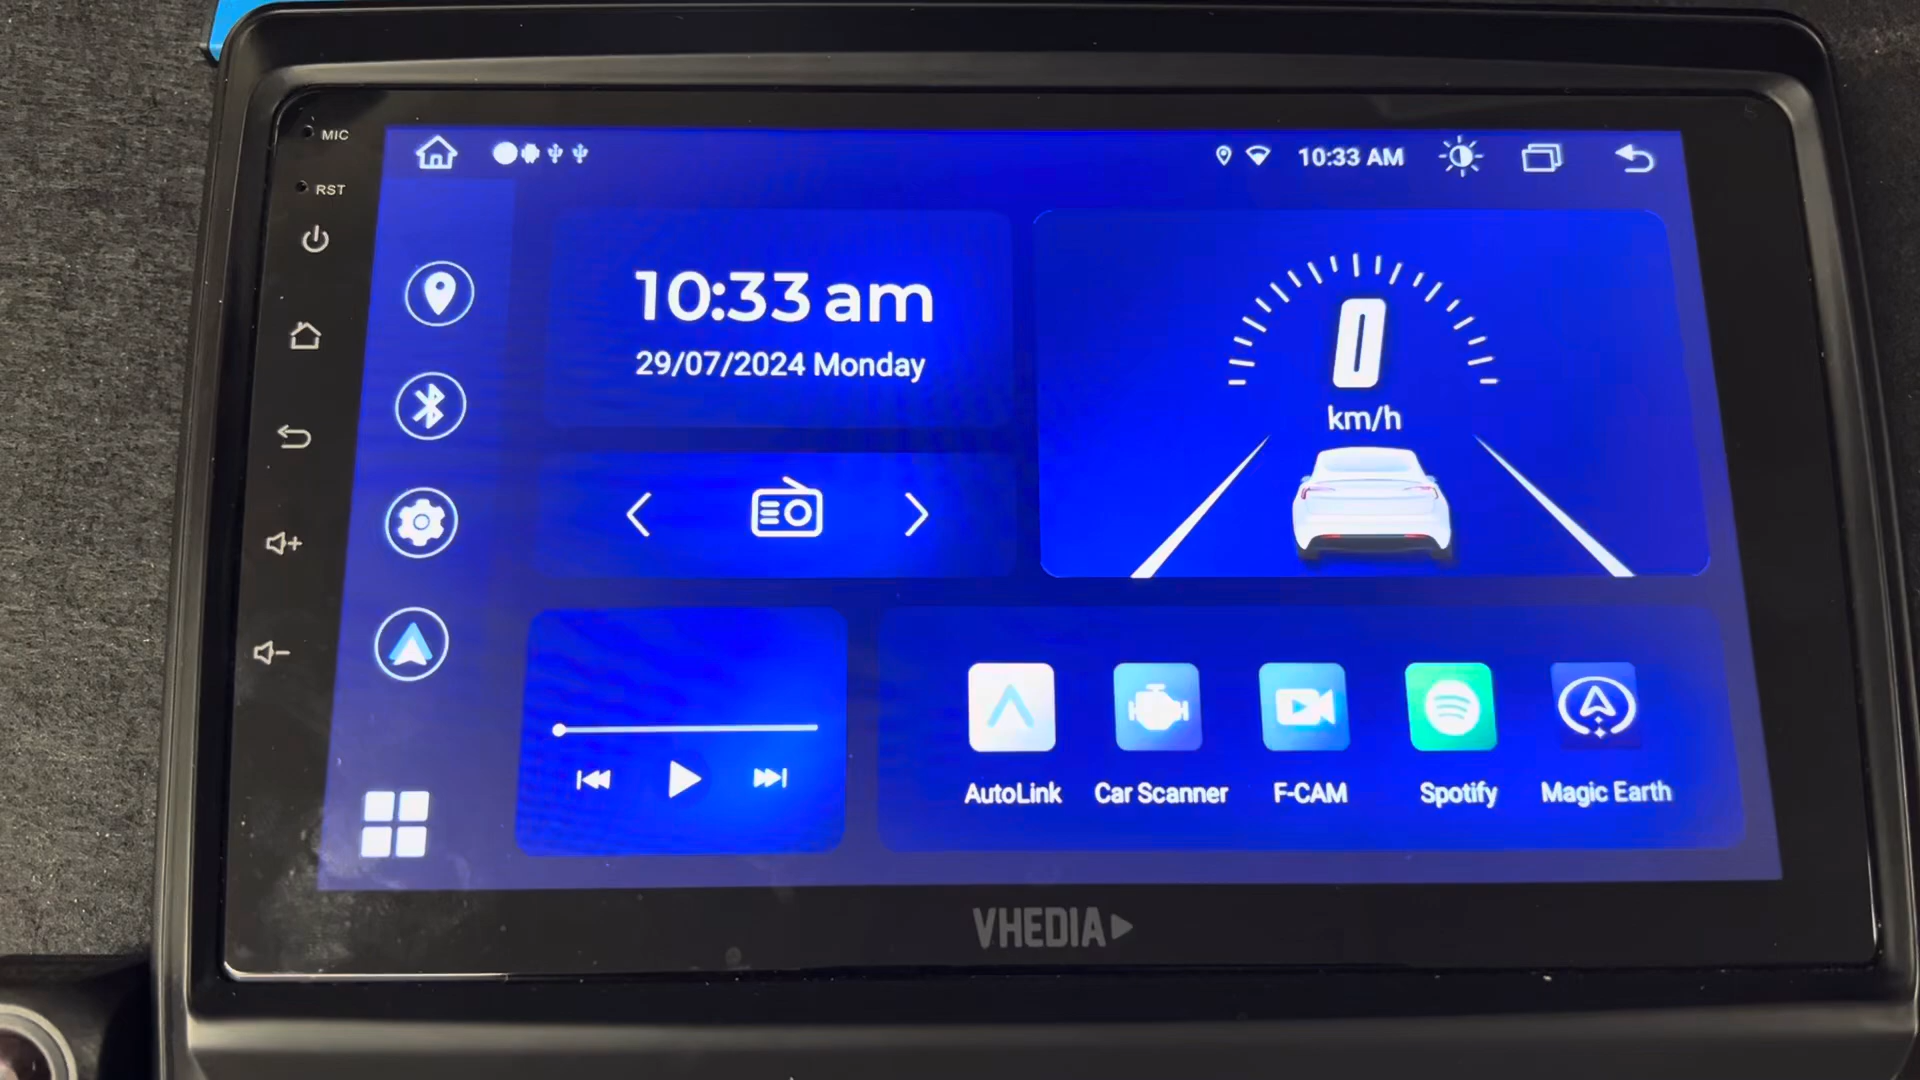 MIC
RST
10:33 AM
10:33 am
29/07/2024 Monday
0
km/h
AutoLink
Car Scanner
F-CAM
Spotify
Magic Earth
VHEDIA